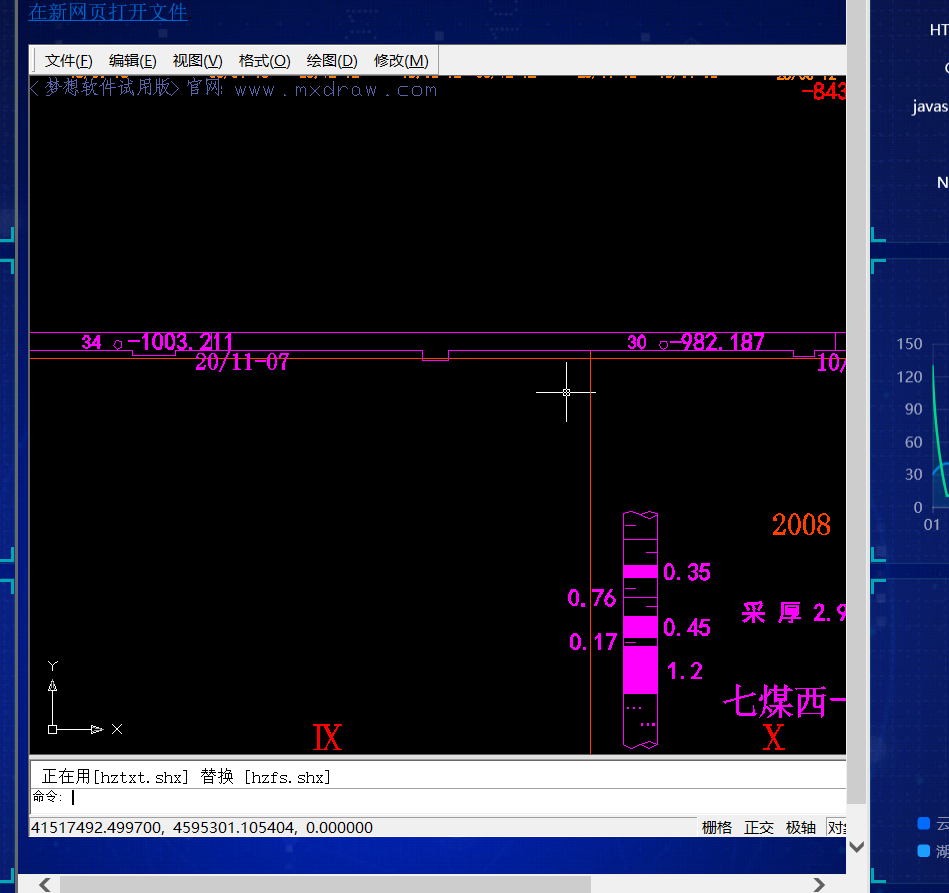 在新网页打开文件
HT
文件(F) 编辑(E) 视图(V) 格式(O) 绘图(D) 修改(M)
<梦想软件试用版> 官网: www.mxdraw.com
-843
javas
N
34 -1003.211
30 -982.187
20/11-07
10/
150
120
90
60
30
0
01
2008
0.35
0.76
采 厚 2.9
0.45
0.17
1.2
七煤西一
Y
X
Ⅸ
X
正在用[hztxt.shx] 替换 [hzfs.shx]
命令:
41517492.499700, 4595301.105404, 0.000000
栅格 正交 极轴 对
云
湖